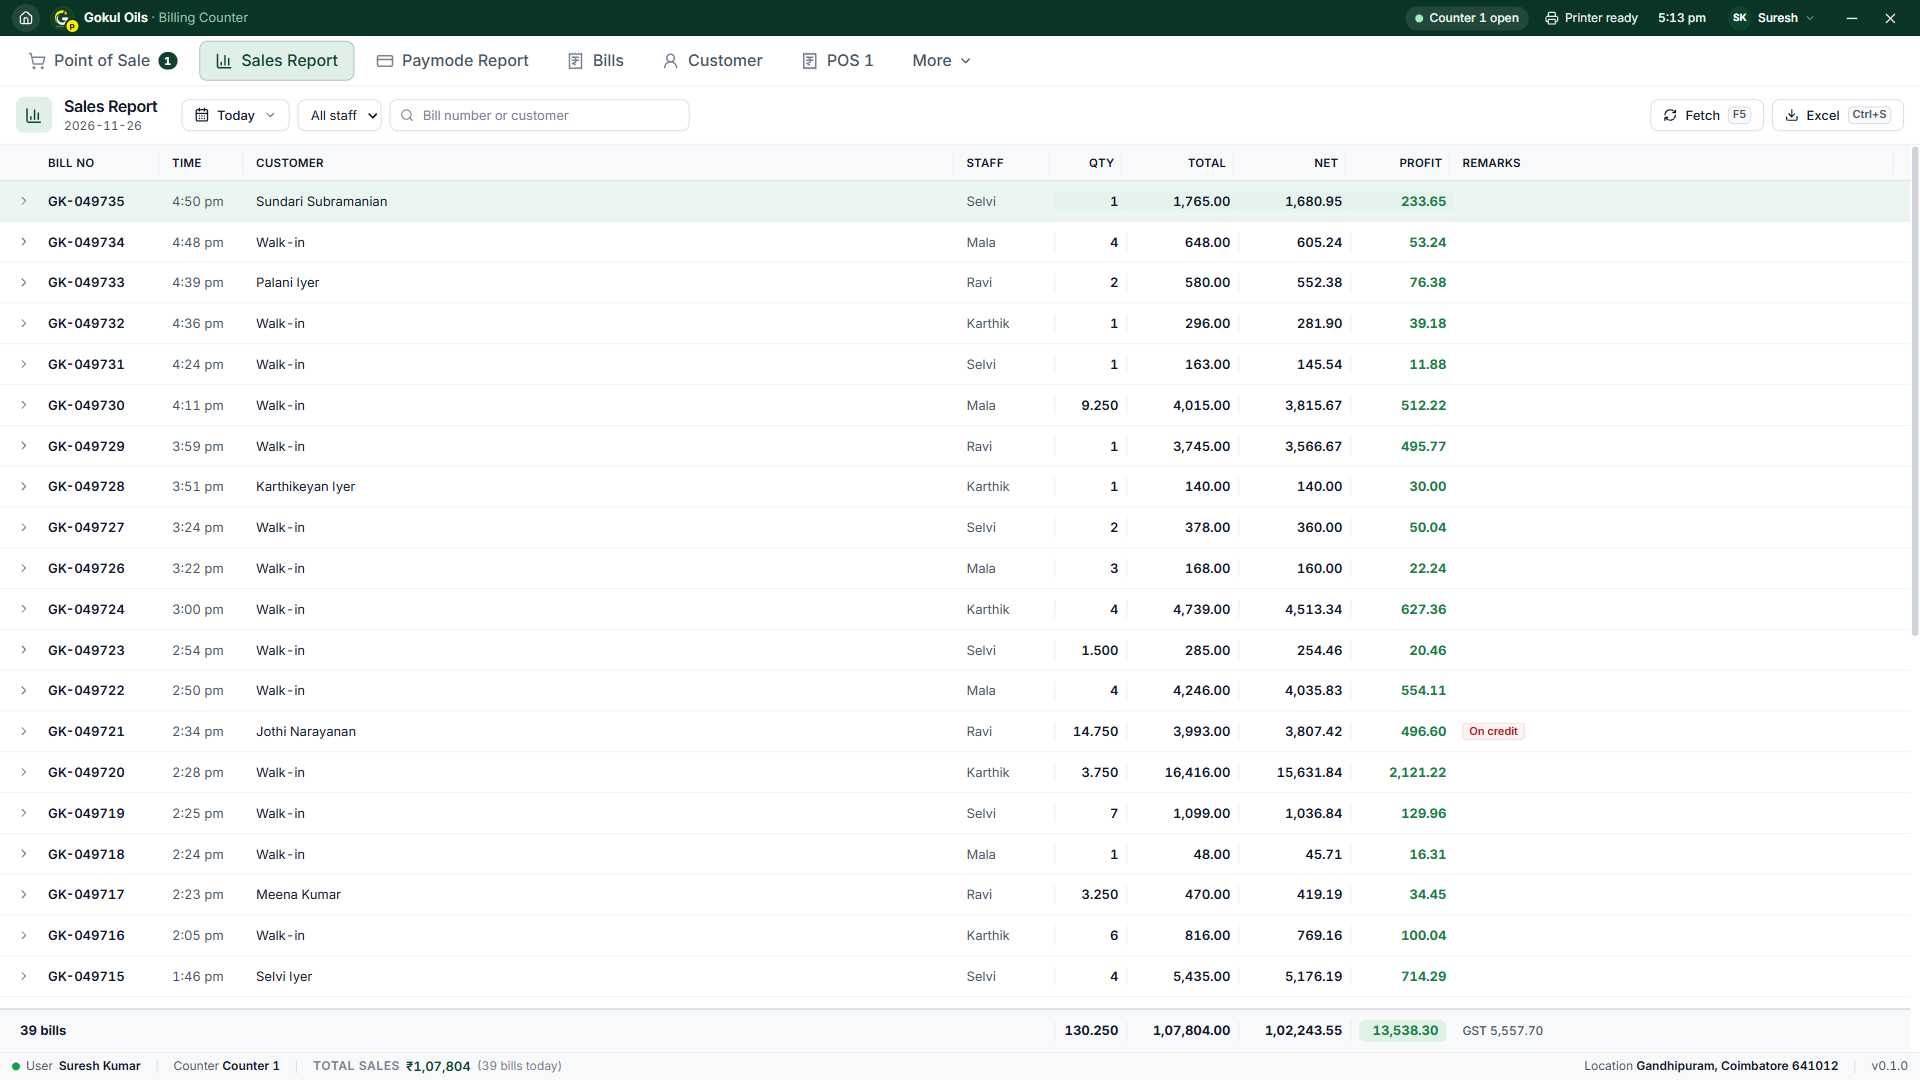 Gokul Oils · Billing Counter Counter 1 open Printer ready 5:13 pm SK Suresh
Point of Sale 1 Sales Report Paymode Report Bills Customer POS 1 More
Sales Report
2026-11-26
Today All staff Bill number or customer Fetch F5 Excel Ctrl+S
BILL NO TIME CUSTOMER STAFF QTY TOTAL NET PROFIT REMARKS
GK-049735 4:50 pm Sundari Subramanian Selvi 1 1,765.00 1,680.95 233.65
GK-049734 4:48 pm Walk-in Mala 4 648.00 605.24 53.24
GK-049733 4:39 pm Palani Iyer Ravi 2 580.00 552.38 76.38
GK-049732 4:36 pm Walk-in Karthik 1 296.00 281.90 39.18
GK-049731 4:24 pm Walk-in Selvi 1 163.00 145.54 11.88
GK-049730 4:11 pm Walk-in Mala 9.250 4,015.00 3,815.67 512.22
GK-049729 3:59 pm Walk-in Ravi 1 3,745.00 3,566.67 495.77
GK-049728 3:51 pm Karthikeyan Iyer Karthik 1 140.00 140.00 30.00
GK-049727 3:24 pm Walk-in Selvi 2 378.00 360.00 50.04
GK-049726 3:22 pm Walk-in Mala 3 168.00 160.00 22.24
GK-049724 3:00 pm Walk-in Karthik 4 4,739.00 4,513.34 627.36
GK-049723 2:54 pm Walk-in Selvi 1.500 285.00 254.46 20.46
GK-049722 2:50 pm Walk-in Mala 4 4,246.00 4,035.83 554.11
GK-049721 2:34 pm Jothi Narayanan Ravi 14.750 3,993.00 3,807.42 496.60 On credit
GK-049720 2:28 pm Walk-in Karthik 3.750 16,416.00 15,631.84 2,121.22
GK-049719 2:25 pm Walk-in Selvi 7 1,099.00 1,036.84 129.96
GK-049718 2:24 pm Walk-in Mala 1 48.00 45.71 16.31
GK-049717 2:23 pm Meena Kumar Ravi 3.250 470.00 419.19 34.45
GK-049716 2:05 pm Walk-in Karthik 6 816.00 769.16 100.04
GK-049715 1:46 pm Selvi Iyer Selvi 4 5,435.00 5,176.19 714.29
39 bills 130.250 1,07,804.00 1,02,243.55 13,538.30 GST 5,557.70
User Suresh Kumar Counter Counter 1 TOTAL SALES ₹1,07,804 (39 bills today) Location Gandhipuram, Coimbatore 641012 v0.1.0